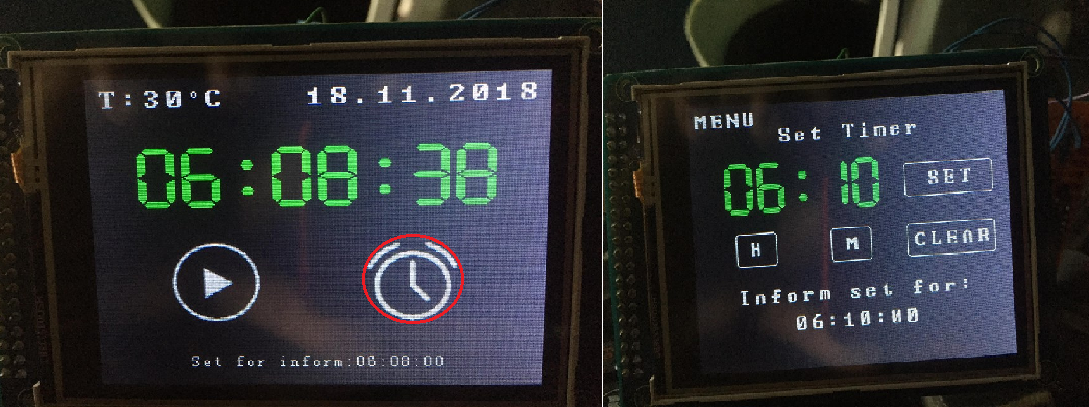 T:30°C 18.11.2018
06:08:38
Set for inform:08:00:00
MENU
Set Timer
06:10 SET
H M CLEAR
Inform set for:
06:10:00